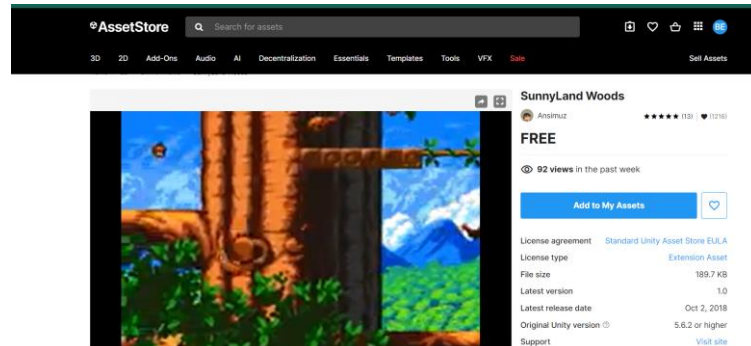 AssetStore
Search for assets
BE
3D 2D Add-Ons Audio AI Decentralization Essentials Templates Tools VFX Sale Sell Assets
SunnyLand Woods
Ansimuz ★★★★★ (13) | ♥ (1216)
FREE
92 views in the past week
Add to My Assets
License agreement Standard Unity Asset Store EULA
License type Extension Asset
File size 189.7 KB
Latest version 1.0
Latest release date Oct 2, 2018
Original Unity version 5.6.2 or higher
Support Visit site